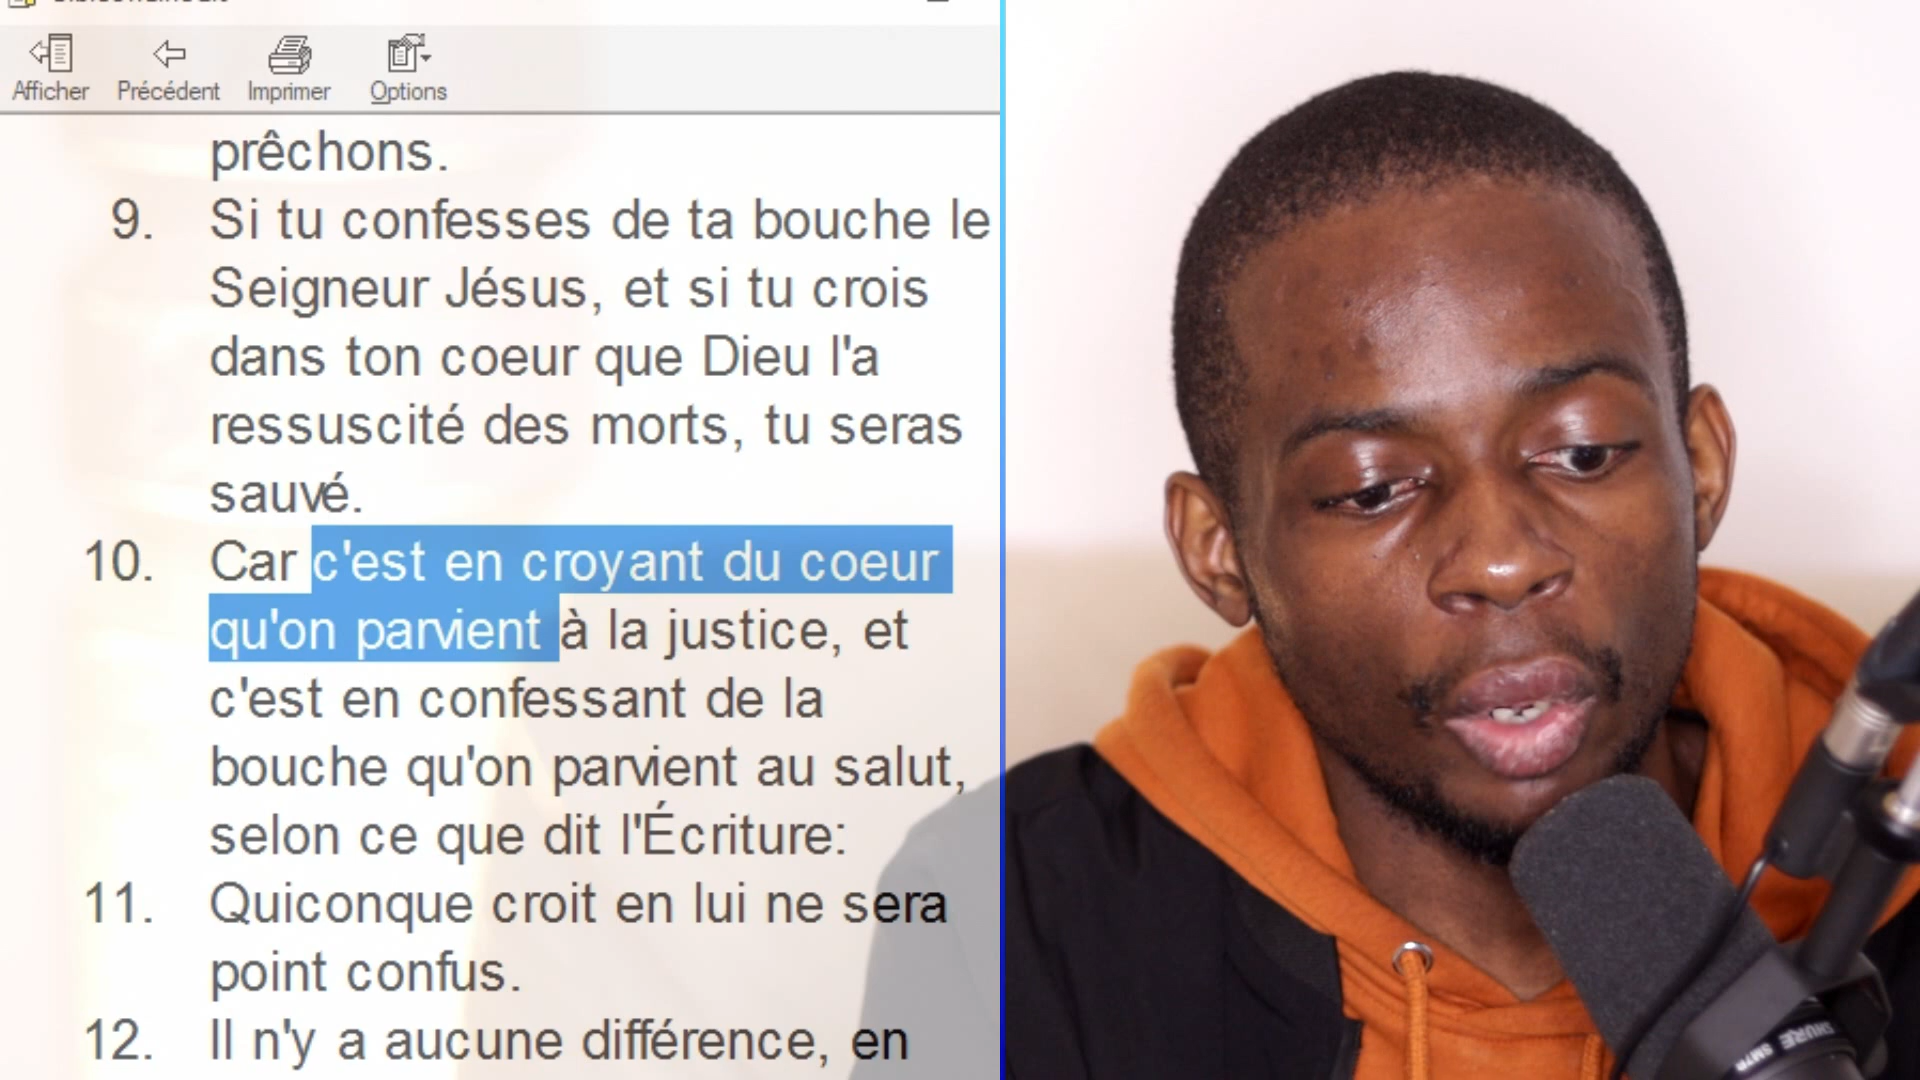 Afficher Précédent Imprimer Options
prêchons.
9. Si tu confesses de ta bouche le
Seigneur Jésus, et si tu crois
dans ton coeur que Dieu l'a
ressuscité des morts, tu seras
sauvé.
10. Car c'est en croyant du coeur
qu'on parvient à la justice, et
c'est en confessant de la
bouche qu'on parvient au salut,
selon ce que dit l'Écriture:
11. Quiconque croit en lui ne sera
point confus.
12. Il n'y a aucune différence, en
SHURE SM7B